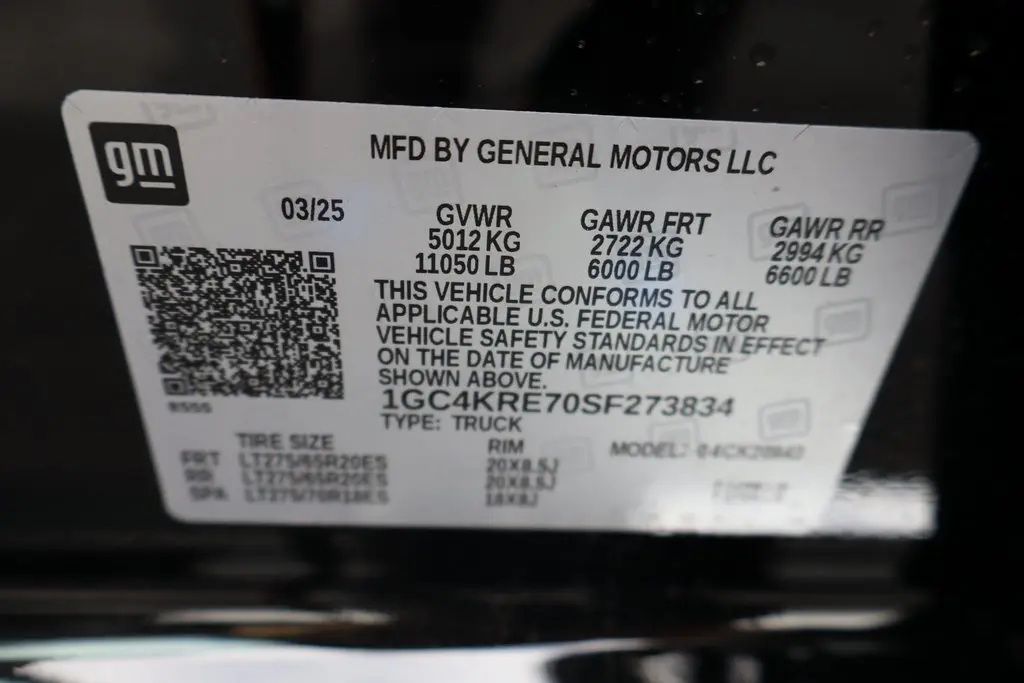 gm
MFD BY GENERAL MOTORS LLC
03/25 GVWR GAWR FRT GAWR RR
5012 KG 2722 KG 2994 KG
11050 LB 6000 LB 6600 LB
THIS VEHICLE CONFORMS TO ALL
APPLICABLE U.S. FEDERAL MOTOR
VEHICLE SAFETY STANDARDS IN EFFECT
ON THE DATE OF MANUFACTURE
SHOWN ABOVE.
1GC4KRE70SF273834
TYPE: TRUCK
TIRE SIZE RIM MODEL:
FRT LT275/65R20ES 20X8.5J
RR LT275/65R20ES 20X8.5J
SPA LT275/70R18ES 18X8J